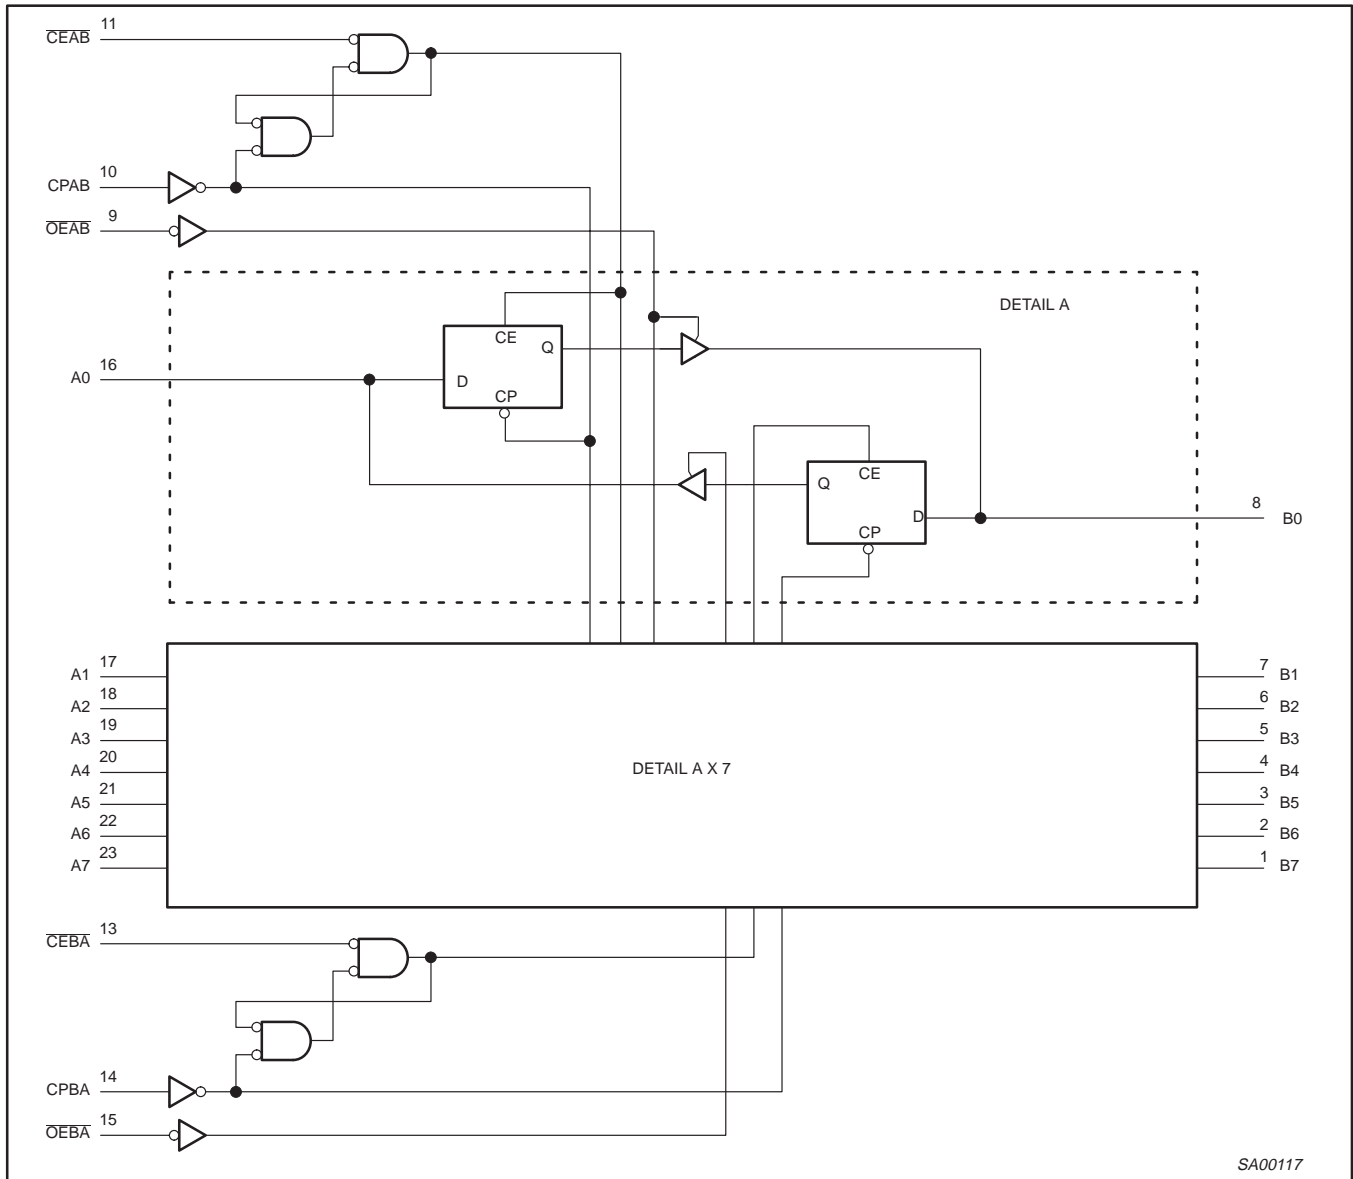 CEAB 11
CPAB 10
OEAB 9
DETAIL A
CE
Q
A0 16
D
CP
CE
Q
D
8 B0
CP
A1 17
7 B1
A2 18
6 B2
A3 19
5 B3
A4 20
DETAIL A X 7
4 B4
A5 21
3 B5
A6 22
2 B6
A7 23
1 B7
CEBA 13
CPBA 14
OEBA 15
SA00117